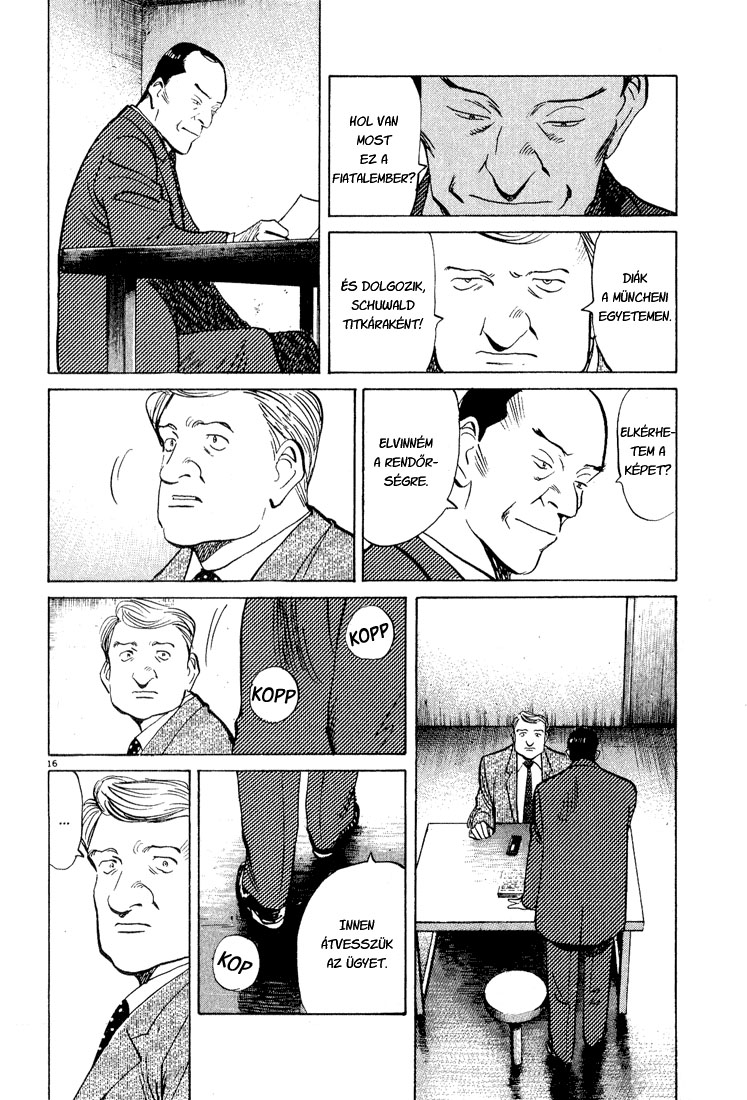 HOL VAN
MOST
EZ A
FIATALEMBER?
DIÁK
A MÜNCHENI
EGYETEMEN.
ÉS DOLGOZIK,
SCHUWALD
TITKÁRAKÉNT!
ELKÉRHE-
TEM A
KÉPET?
ELVINNÉM
A RENDŐR-
SÉGRE.
KOPP
KOPP
INNEN
ÁTVESSZÜK
AZ ÜGYET.
KOP
...
16